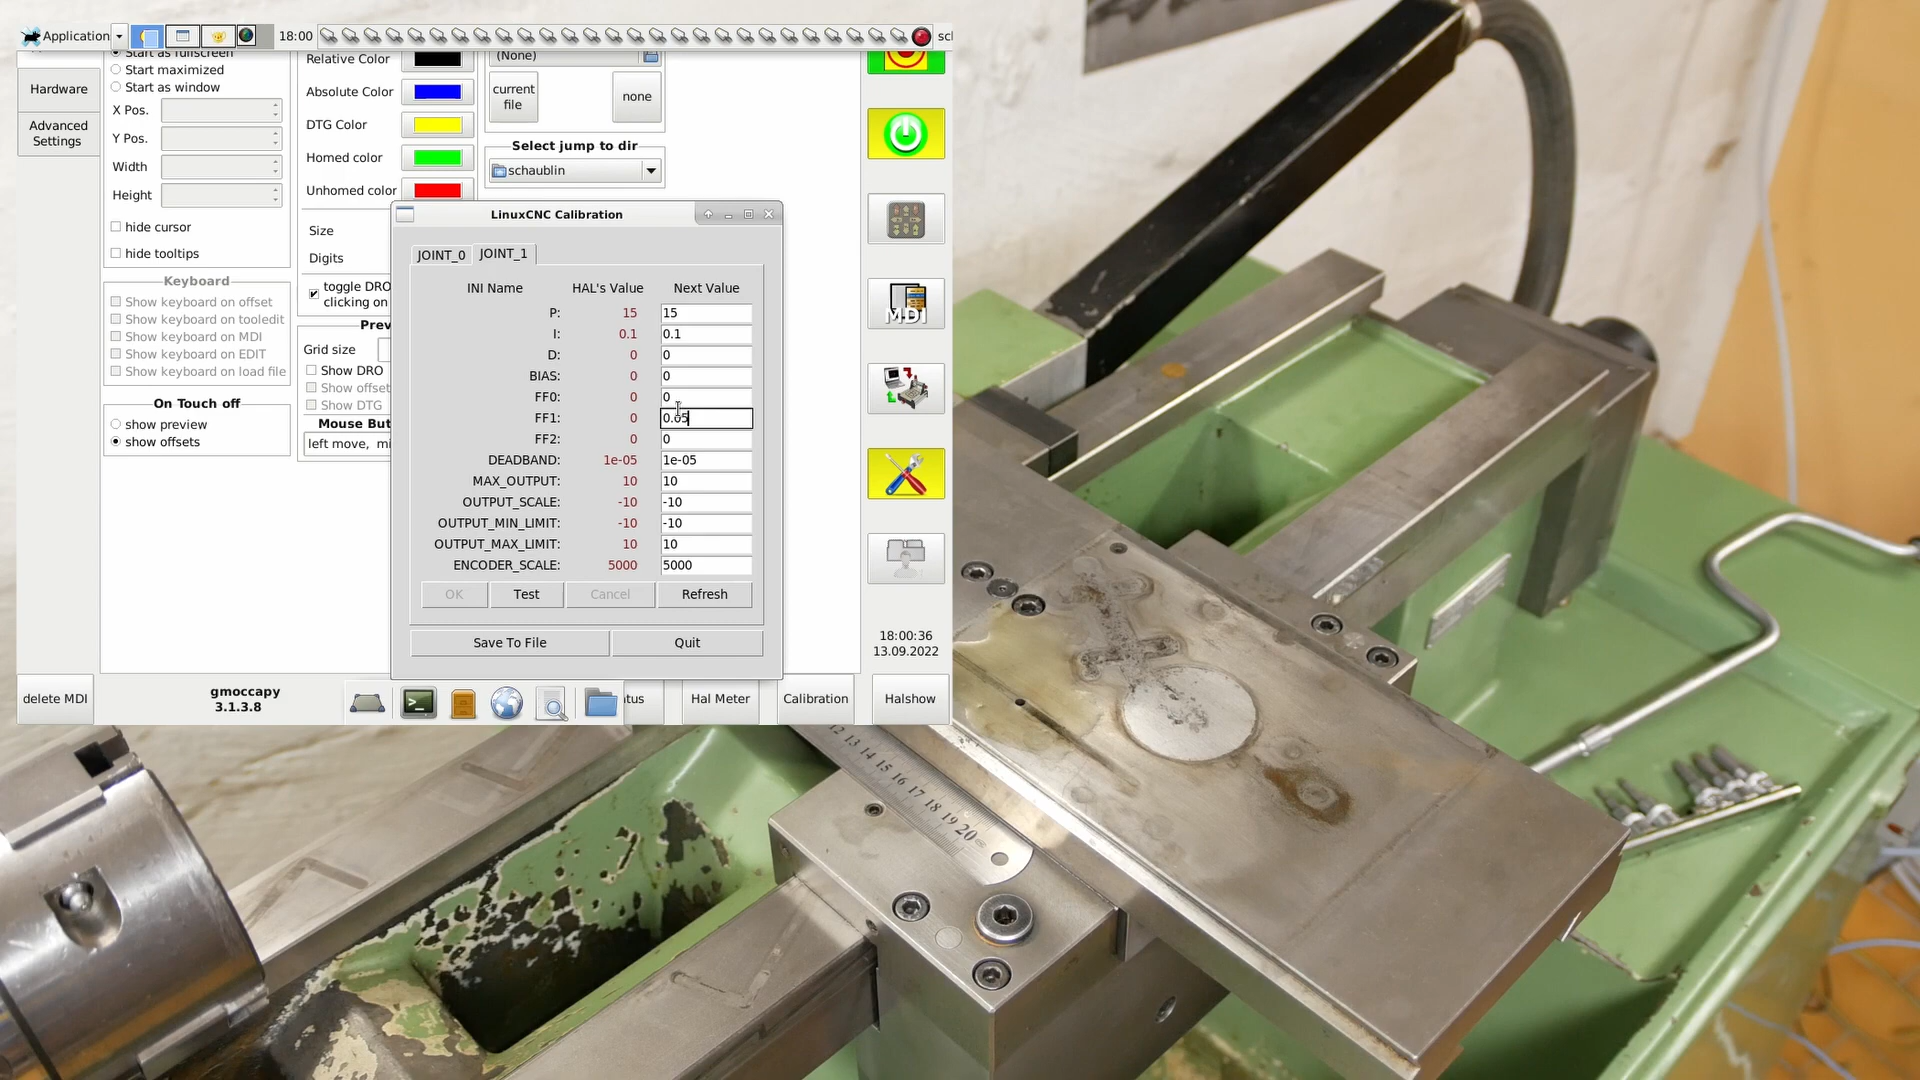 Application
18:00
sc
Start as fullscreen
Start maximized
Start as window
X Pos.
Y Pos.
Width
Height
hide cursor
hide tooltips
Hardware
Advanced
Settings
Keyboard
Show keyboard on offset
Show keyboard on tooledit
Show keyboard on MDI
Show keyboard on EDIT
Show keyboard on load file
On Touch off
show preview
show offsets
Relative Color
Absolute Color
DTG Color
Homed color
Unhomed color
Size
Digits
toggle DRO
clicking on
Prev
Grid size
Show DRO
Show offset
Show DTG
Mouse But
left move, mi
(None)
current
file
none
Select jump to dir
schaublin
LinuxCNC Calibration
JOINT_0 JOINT_1
INI Name HAL's Value Next Value
P: 15 15
I: 0.1 0.1
D: 0 0
BIAS: 0 0
FF0: 0 0
FF1: 0 0.05
FF2: 0 0
DEADBAND: 1e-05 1e-05
MAX_OUTPUT: 10 10
OUTPUT_SCALE: -10 -10
OUTPUT_MIN_LIMIT: -10 -10
OUTPUT_MAX_LIMIT: 10 10
ENCODER_SCALE: 5000 5000
OK Test Cancel Refresh
Save To File Quit
MDI
18:00:36
13.09.2022
delete MDI
gmoccapy
3.1.3.8
tus
Hal Meter
Calibration
Halshow
12 13 14 15 16 17 18 19 20